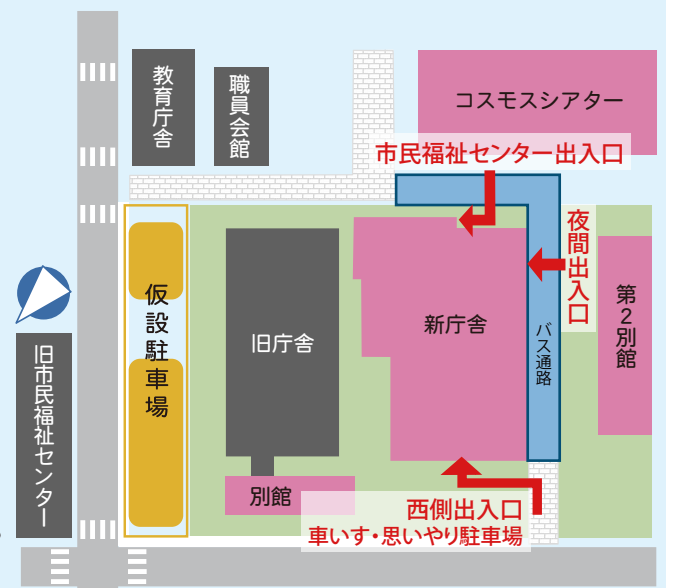 教育庁舎
職員会館
コスモスシアター
市民福祉センター出入口
夜間出入口
仮設駐車場
旧庁舎
新庁舎
バス通路
第2別館
旧市民福祉センター
別館
西側出入口
車いす・思いやり駐車場